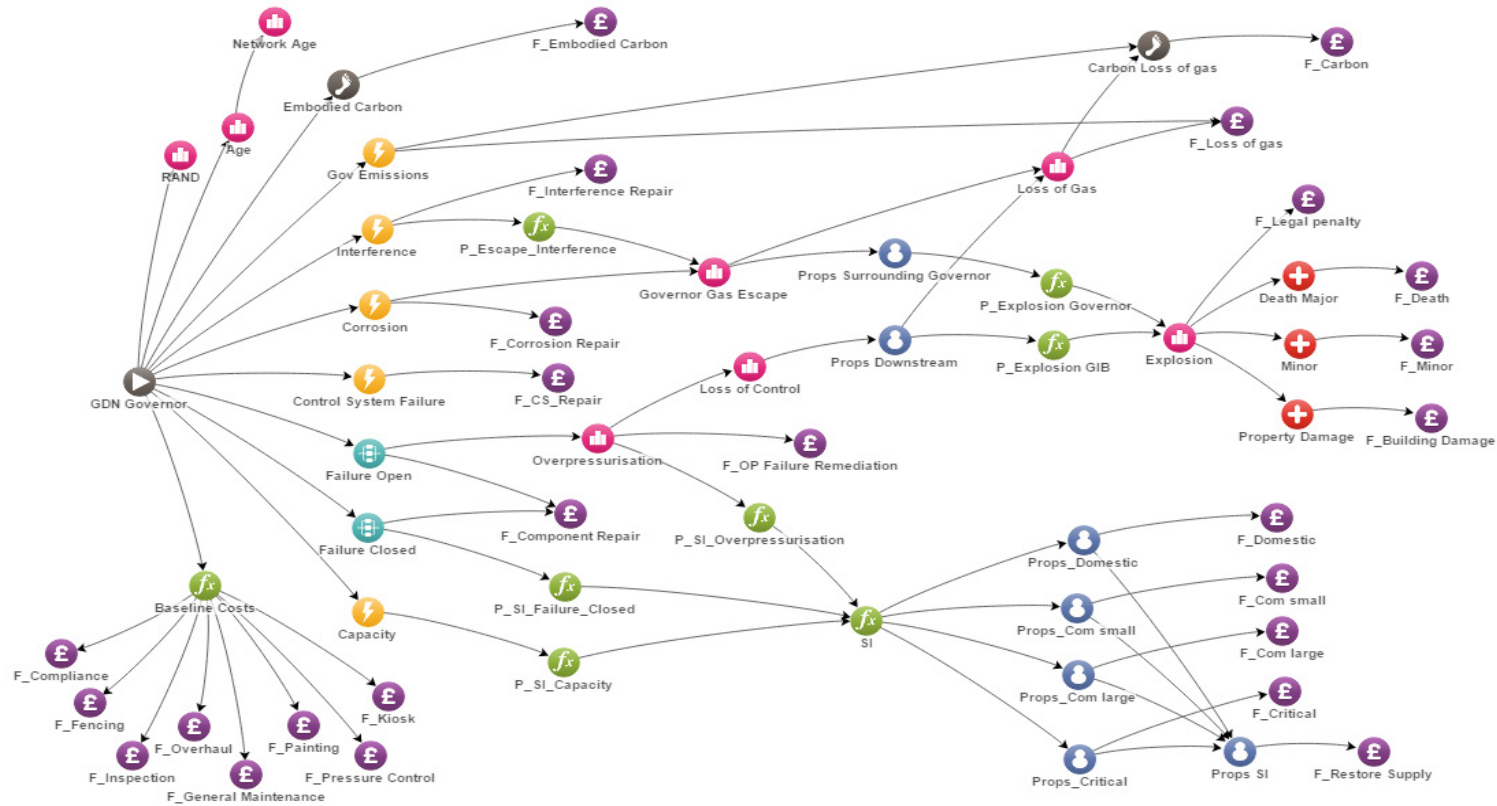 Network Age
F_Embodied Carbon
Carbon Loss of gas
F_Carbon
Embodied Carbon
Age
RAND
Gov Emissions
F_Loss of gas
F_Interference Repair
Loss of Gas
F_Legal penalty
Interference
P_Escape_Interference
Governor Gas Escape
Props Surrounding Governor
P_Explosion Governor
Death Major
F_Death
Corrosion
F_Corrosion Repair
Props Downstream
P_Explosion GIB
Explosion
Minor
F_Minor
GDN Governor
Control System Failure
F_CS_Repair
Loss of Control
Property Damage
F_Building Damage
Failure Open
Overpressurisation
F_OP Failure Remediation
Failure Closed
F_Component Repair
P_SI_Overpressurisation
Props_Domestic
F_Domestic
Baseline Costs
Capacity
P_SI_Failure_Closed
SI
Props_Com small
F_Com small
F_Compliance
P_SI_Capacity
Props_Com large
F_Com large
F_Fencing
F_Overhaul
F_Painting
F_Kiosk
F_Critical
F_Inspection
F_General Maintenance
F_Pressure Control
Props_Critical
Props SI
F_Restore Supply